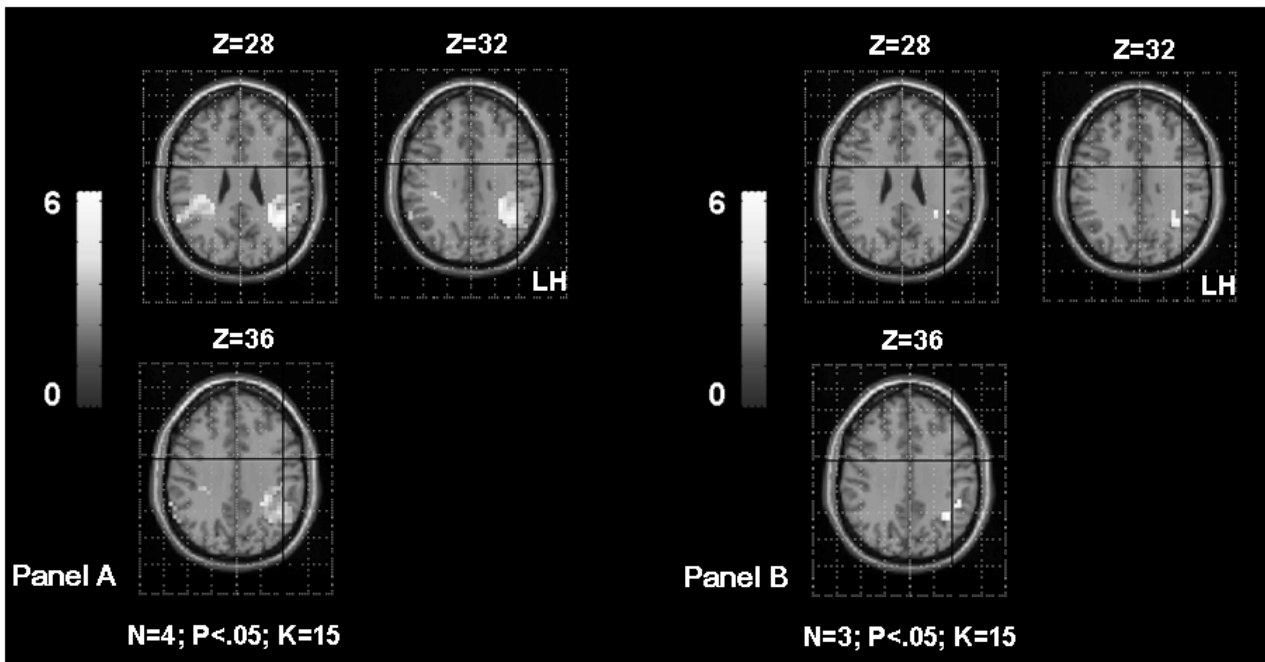 Z=28
Z=32
6
0
LH
Z=36
Panel A
N=4; P<.05; K=15
Z=28
Z=32
6
0
LH
Z=36
Panel B
N=3; P<.05; K=15